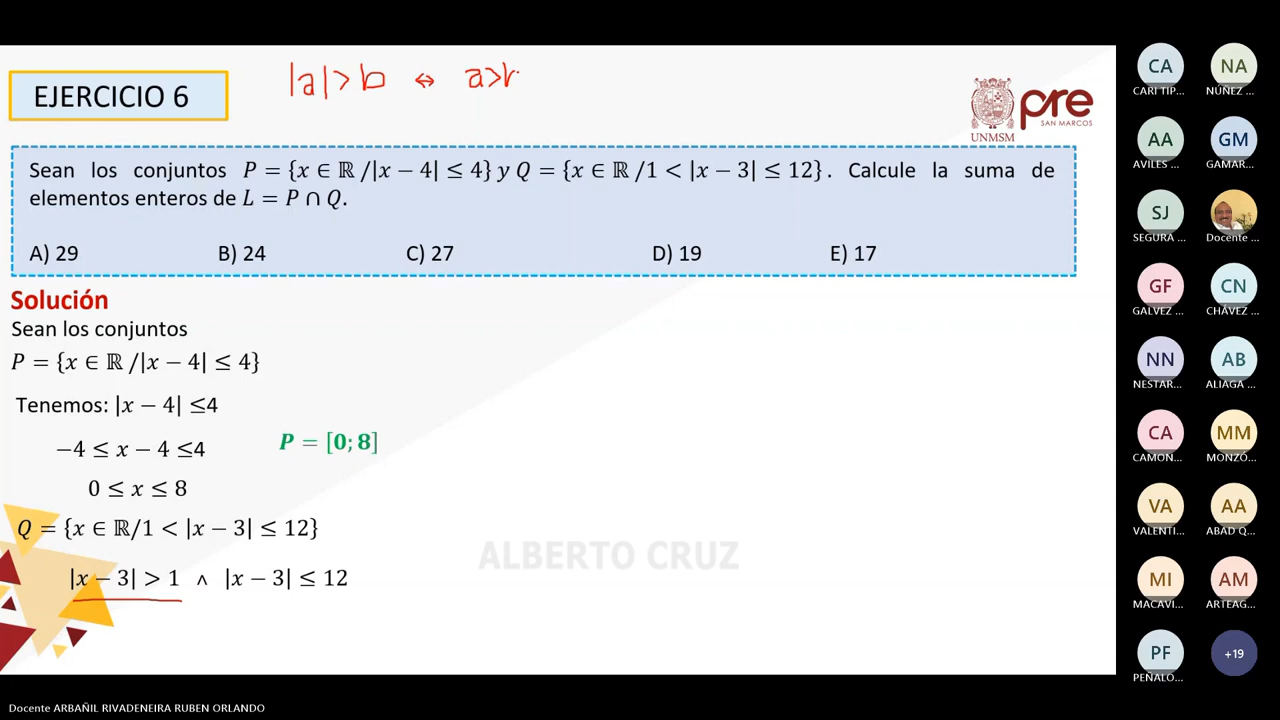 |a| > b ↔ a>b
EJERCICIO 6
UNMSM
pre
SAN MARCOS
Sean los conjuntos P = {x ∈ ℝ /|x − 4| ≤ 4} y Q = {x ∈ ℝ /1 < |x − 3| ≤ 12} . Calcule la suma de
elementos enteros de L = P ∩ Q.
A) 29 B) 24 C) 27 D) 19 E) 17
Solución
Sean los conjuntos
P = {x ∈ ℝ /|x − 4| ≤ 4}
Tenemos: |x − 4| ≤4
−4 ≤ x − 4 ≤4
P = [0; 8]
0 ≤ x ≤ 8
Q = {x ∈ ℝ/1 < |x − 3| ≤ 12}
ALBERTO CRUZ
|x − 3| > 1 ∧ |x − 3| ≤ 12
CA NA
CARI TIP... NÚÑEZ ...
AA GM
AVILES ... GAMAR...
SJ
SEGURA ... Docente ...
GF CN
GALVEZ ... CHÁVEZ ...
NN AB
NESTAR... ALIAGA ...
CA MM
CAMON... MONZÓ...
VA AA
VALENTI... ABAD Q...
MI AM
MACAVI... ARTEAG...
PF +19
PEÑALO...
Docente ARBAÑIL RIVADENEIRA RUBEN ORLANDO